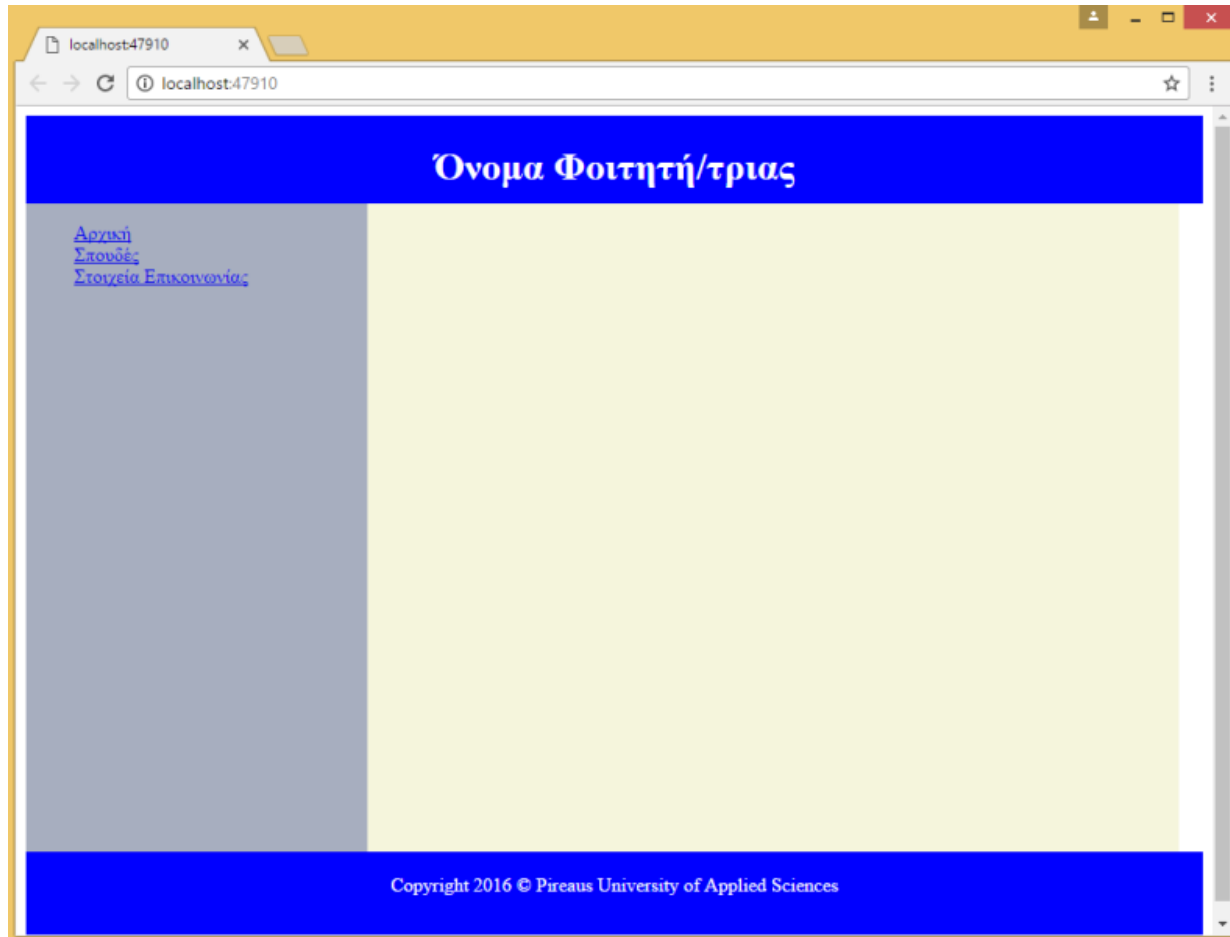 localhost:47910
localhost:47910
Όνομα Φοιτητή/τριας
Αρχική
Σπουδές
Στοιχεία Επικοινωνίας
Copyright 2016 © Pireaus University of Applied Sciences